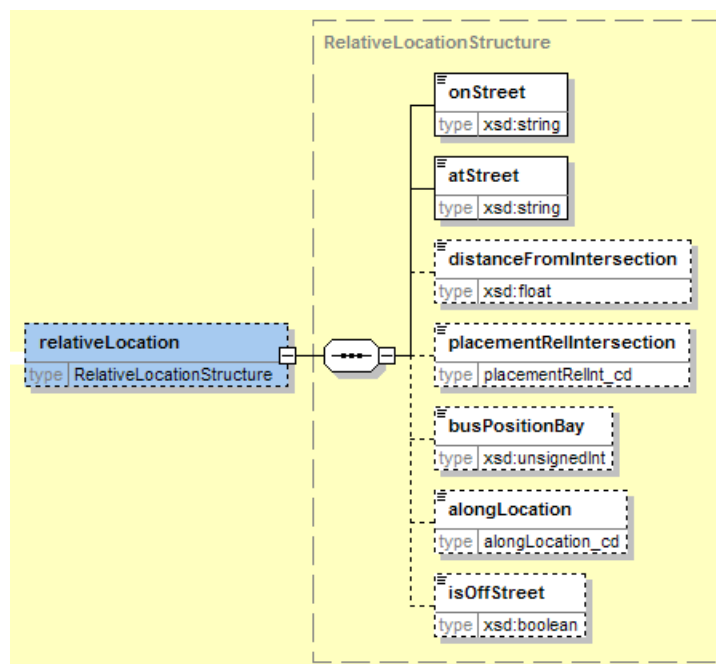 RelativeLocationStructure
onStreet
type xsd:string
atStreet
type xsd:string
distanceFromIntersection
type xsd:float
relativeLocation
type RelativeLocationStructure
placementRelIntersection
type placementRelInt_cd
busPositionBay
type xsd:unsignedInt
alongLocation
type alongLocation_cd
isOffStreet
type xsd:boolean